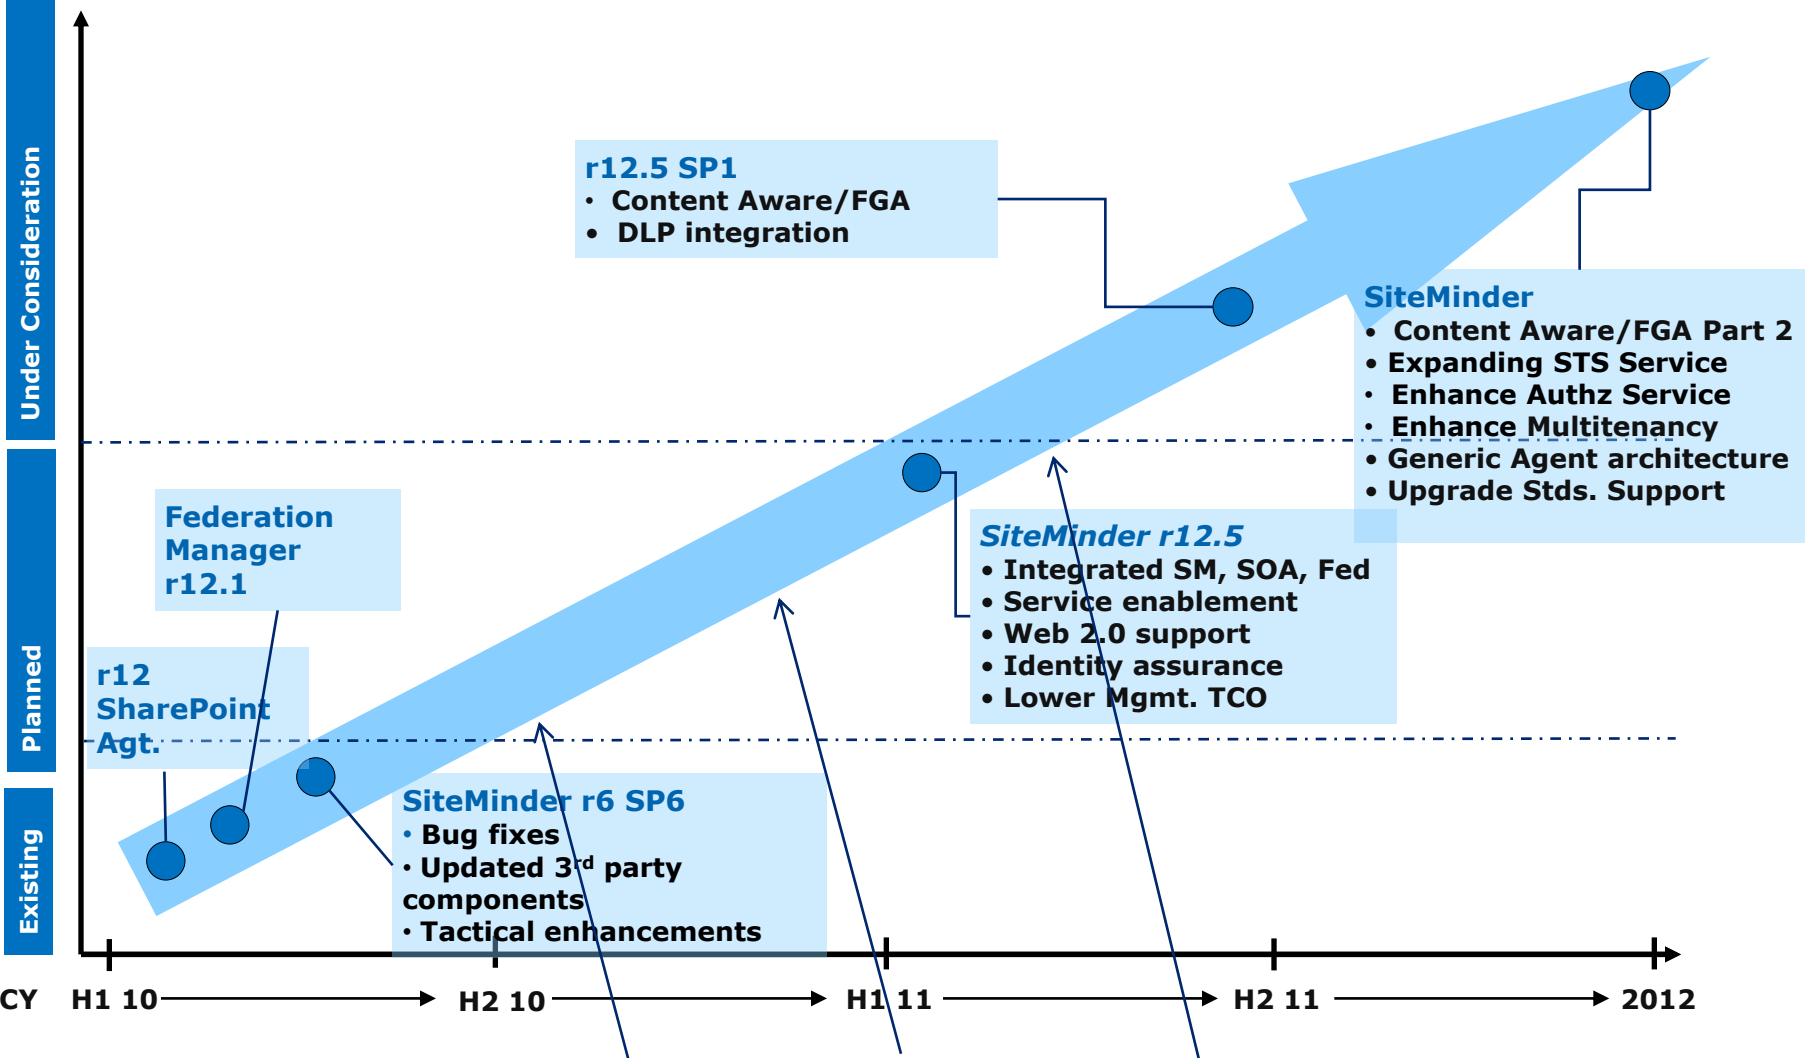 Under Consideration
Planned
Existing
r12.5 SP1
• Content Aware/FGA
• DLP integration
SiteMinder
• Content Aware/FGA Part 2
• Expanding STS Service
• Enhance Authz Service
• Enhance Multitenancy
• Generic Agent architecture
• Upgrade Stds. Support
Federation
Manager
r12.1
SiteMinder r12.5
• Integrated SM, SOA, Fed
• Service enablement
• Web 2.0 support
• Identity assurance
• Lower Mgmt. TCO
r12
SharePoint
Agt.
SiteMinder r6 SP6
• Bug fixes
• Updated 3rd party
components
• Tactical enhancements
CY H1 10 H2 10 H1 11 H2 11 2012